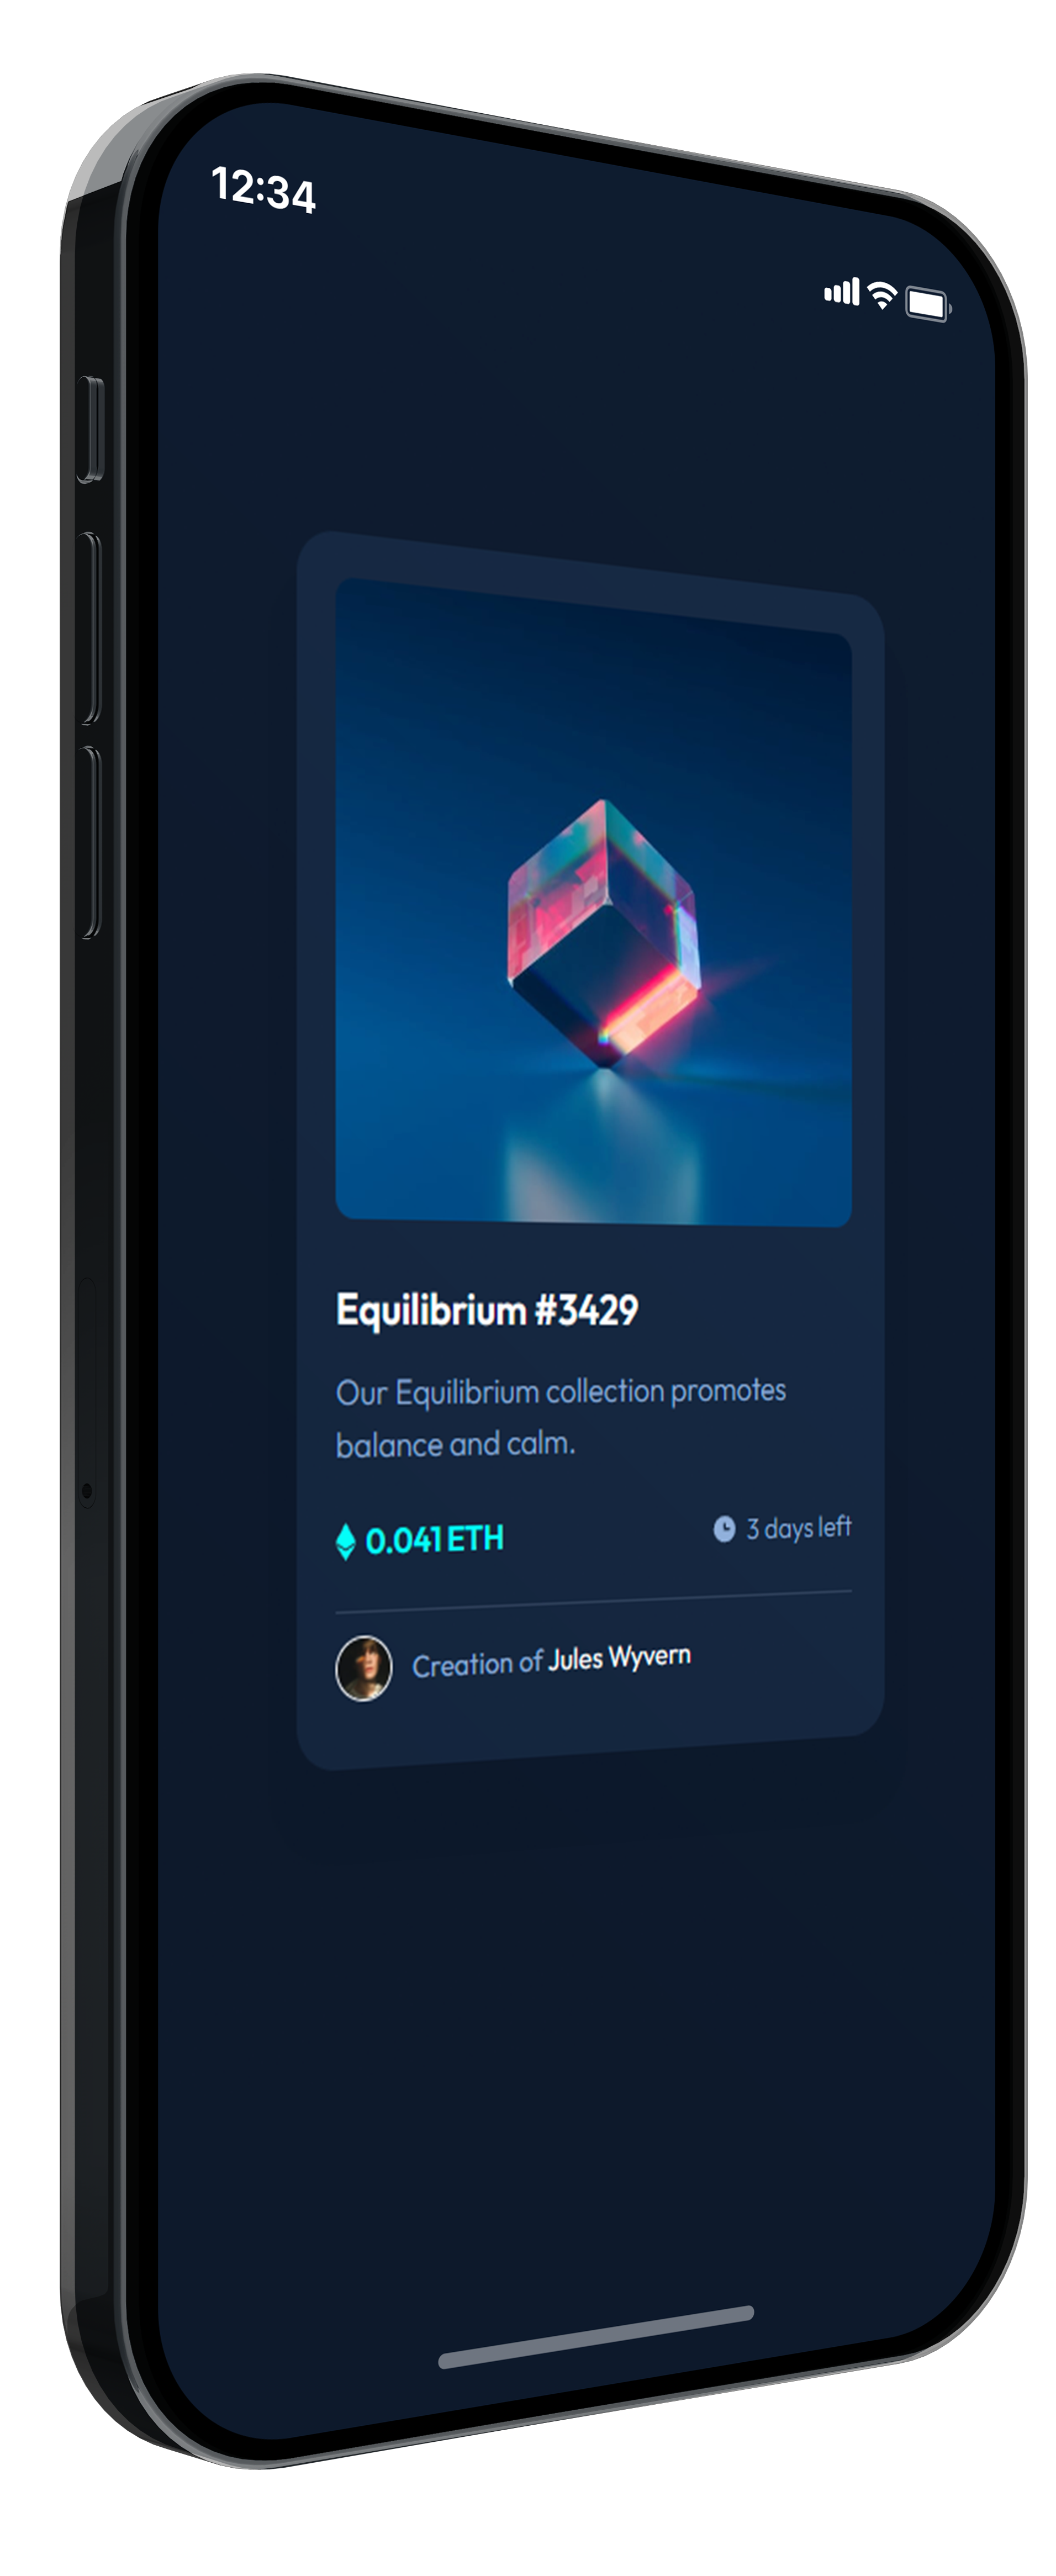 12:34
Equilibrium #3429
Our Equilibrium collection promotes
balance and calm.
0.041 ETH
3 days left
Creation of Jules Wyvern